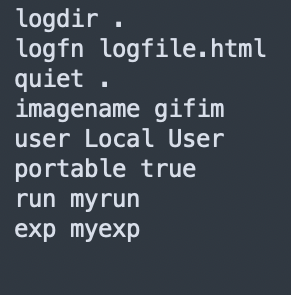 logdir .
logfn logfile.html
quiet .
imagename gifim
user Local User
portable true
run myrun
exp myexp